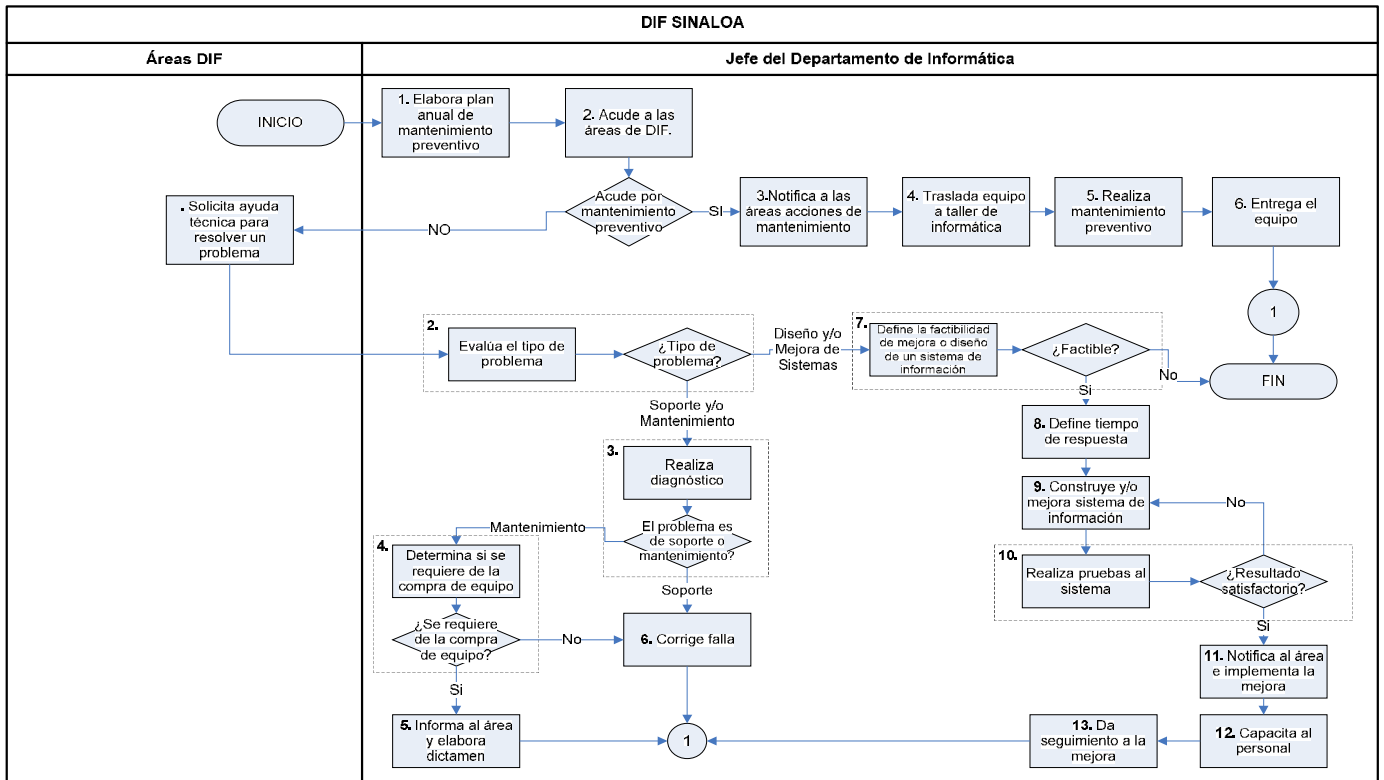 DIF SINALOA
Áreas DIF
Jefe del Departamento de Informática
INICIO
1. Elabora plan
anual de
mantenimiento
preventivo
2. Acude a las
áreas de DIF.
Acude por
mantenimiento
preventivo
SI
NO
3.Notifica a las
áreas acciones de
mantenimiento
4. Traslada equipo
a taller de
informática
5. Realiza
mantenimiento
preventivo
6. Entrega el
equipo
1
FIN
. Solicita ayuda
técnica para
resolver un
problema
2.
Evalúa el tipo de
problema
¿Tipo de
problema?
Diseño y/o
Mejora de
Sistemas
7.
Define la factibilidad
de mejora o diseño
de un sistema de
información
¿Factible?
No
Si
Soporte y/o
Mantenimiento
3.
Realiza
diagnóstico
El problema es
de soporte o
mantenimiento?
Mantenimiento
Soporte
4.
Determina si se
requiere de la
compra de equipo
¿Se requiere
de la compra
de equipo?
No
Si
6. Corrige falla
5. Informa al área
y elabora
dictamen
1
8. Define tiempo
de respuesta
9. Construye y/o
mejora sistema de
información
No
10.
Realiza pruebas al
sistema
¿Resultado
satisfactorio?
Si
11. Notifica al área
e implementa la
mejora
12. Capacita al
personal
13. Da
seguimiento a la
mejora